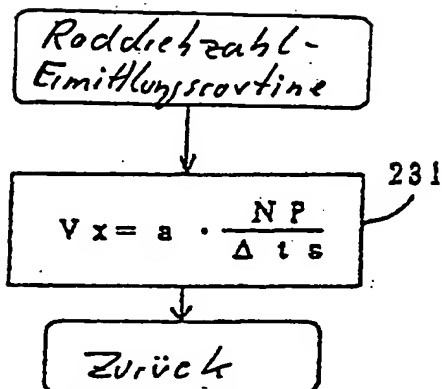 Raddrehzahl-
Ermittlungsroutine
231
V x = a · N P / Δ t s
Zurück